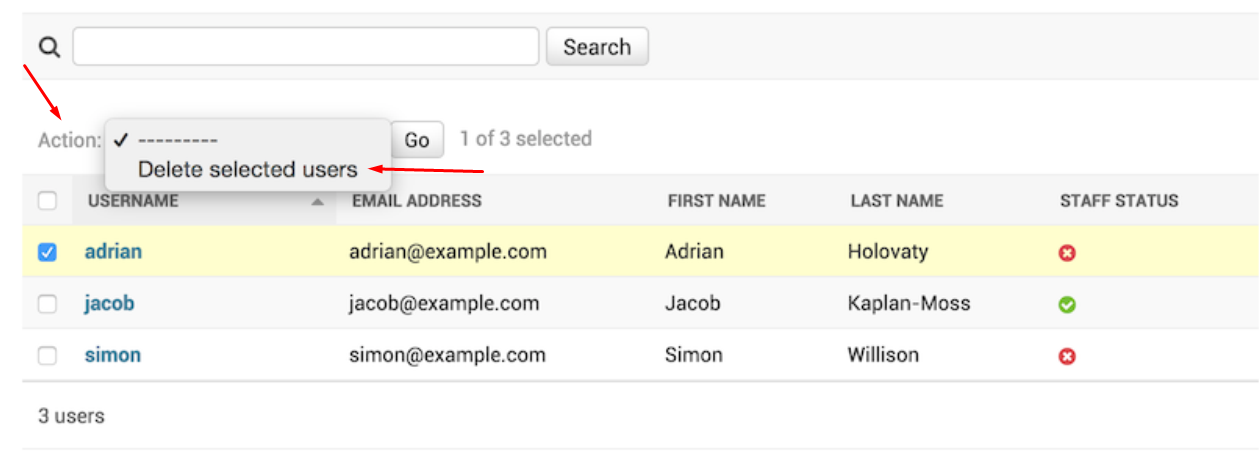 Search
Action: ✓ --------- Go 1 of 3 selected
Delete selected users
USERNAME EMAIL ADDRESS FIRST NAME LAST NAME STAFF STATUS
adrian adrian@example.com Adrian Holovaty
jacob jacob@example.com Jacob Kaplan-Moss
simon simon@example.com Simon Willison
3 users